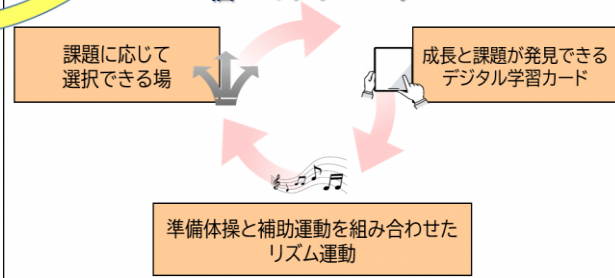 課題に応じて
選択できる場
成長と課題が発見できる
デジタル学習カード
準備体操と補助運動を組み合わせた
リズム運動